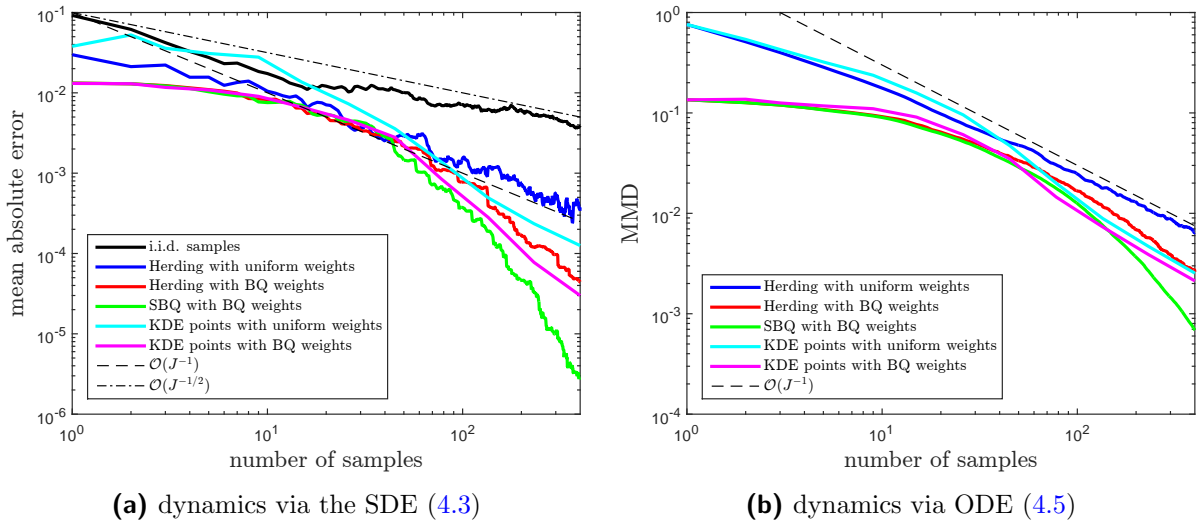 mean absolute error
10^0
10^{-1}
10^{-2}
10^{-3}
10^{-4}
10^{-5}
10^{-6}
i.i.d. samples
Herding with uniform weights
Herding with BQ weights
SBQ with BQ weights
KDE points with uniform weights
KDE points with BQ weights
𝒪(J^{-1})
𝒪(J^{-1/2})
10^0 10^1 10^2
number of samples
(a) dynamics via the SDE (4.3)
MMD
10^0
10^{-1}
10^{-2}
10^{-3}
10^{-4}
Herding with uniform weights
Herding with BQ weights
SBQ with BQ weights
KDE points with uniform weights
KDE points with BQ weights
𝒪(J^{-1})
10^0 10^1 10^2
number of samples
(b) dynamics via ODE (4.5)